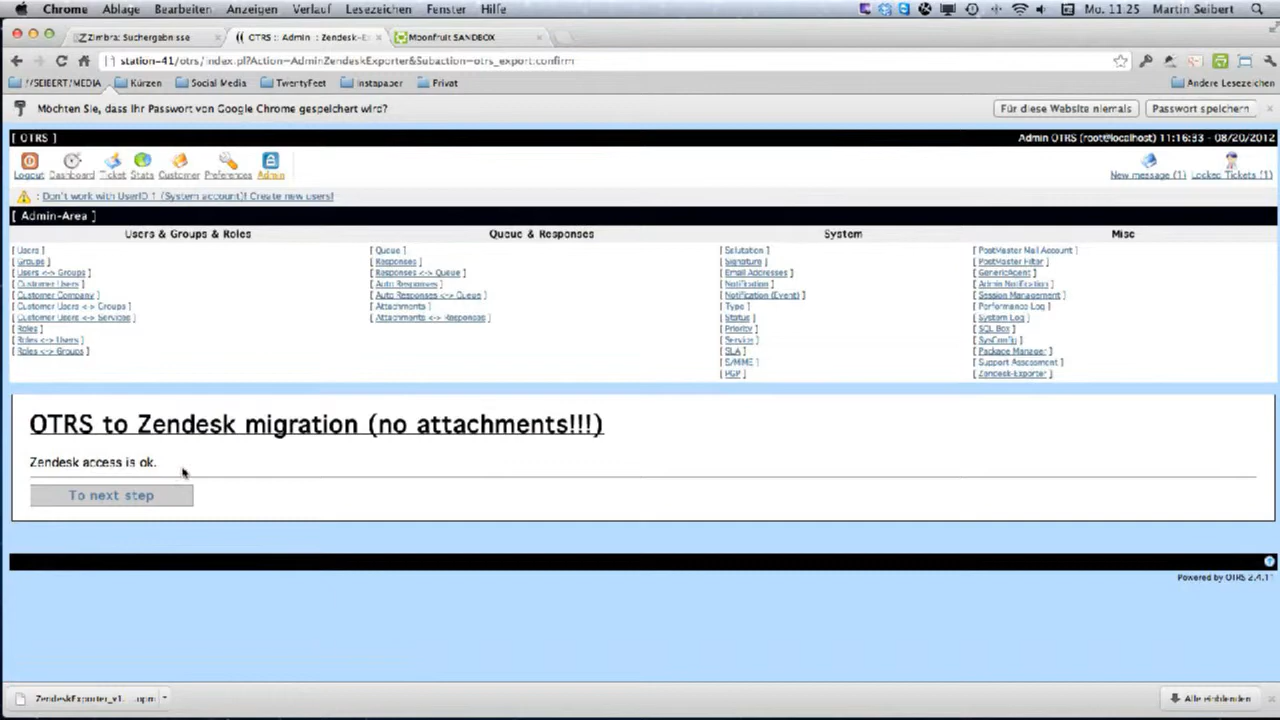 Chrome Ablage Bearbeiten Anzeigen Verlauf Lesezeichen Fenster Hilfe Mo. 11:25 Martin Seibert
Zimbra: Suchergebnisse OTRS :: Admin :: Zendesk-E Moonfruit SANDBOX
station-41/otrs/index.pl?Action=AdminZendeskExporter&Subaction=otrs_export:confirm
//SEIBERT/MEDIA Kürzen Social Media TwentyFeet Instapaper Privat Andere Lesezeichen
Möchten Sie, dass Ihr Passwort von Google Chrome gespeichert wird? Für diese Website niemals Passwort speichern
[ OTRS ] Admin OTRS (root@localhost) 11:16:33 - 08/20/2012
Logout Dashboard Ticket Stats Customer Preferences Admin New message (1) Locked Tickets (1)
: Don't work with UserID 1 (System account)! Create new users!
[ Admin-Area ]
Users & Groups & Roles Queue & Responses System Misc
[ Users ] [ Queue ] [ Salutation ] [ PostMaster Mail Account ]
[ Groups ] [ Responses ] [ Signature ] [ PostMaster Filter ]
[ Users <-> Groups ] [ Responses <-> Queue ] [ Email Addresses ] [ GenericAgent ]
[ Customer Users ] [ Auto Responses ] [ Notification ] [ Admin Notification ]
[ Customer Company ] [ Auto Responses <-> Queue ] [ Notification (Event) ] [ Session Management ]
[ Customer Users <-> Groups ] [ Attachments ] [ Type ] [ Performance Log ]
[ Customer Users <-> Services ] [ Attachments <-> Responses ] [ Status ] [ System Log ]
[ Roles ] [ Priority ] [ SQL Box ]
[ Roles <-> Users ] [ Service ] [ SysConfig ]
[ Roles <-> Groups ] [ SLA ] [ Package Manager ]
[ S/MIME ] [ Support Assessment ]
[ PGP ] [ Zendesk-Exporter ]
OTRS to Zendesk migration (no attachments!!!)
Zendesk access is ok.
To next step
Powered by OTRS 2.4.1
ZendeskExporter_v1. ...opm Alle einblenden